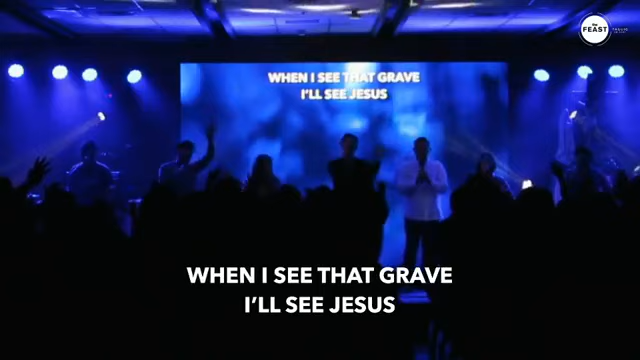 the
FEAST
WHEN I SEE THAT GRAVE
I'LL SEE JESUS
WHEN I SEE THAT GRAVE
I'LL SEE JESUS